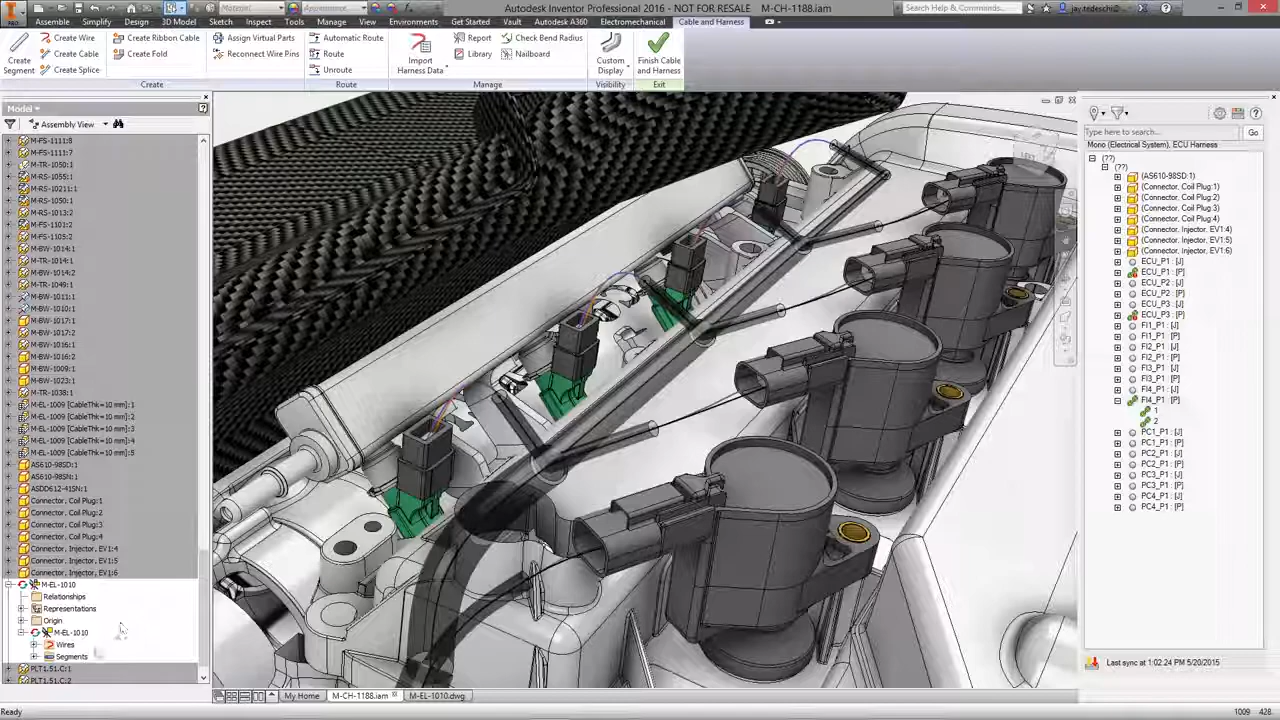 PRO
Material
Appearance
Autodesk Inventor Professional 2016 - NOT FOR RESALE M-CH-1188.iam
Search Help & Commands...
jay.tedeschi2
File Assembly Simplify Design 3D Model Sketch Inspect Tools Manage View Environments Get Started Vault Autodesk A360 Electromechanical Cable and Harness
Create Segment
Create Wire
Create Cable
Create Splice
Create Ribbon Cable
Create Fold
Assign Virtual Parts
Reconnect Wire Pins
Automatic Route
Route
Unroute
Import Harness Data
Report
Library
Check Bend Radius
Nailboard
Custom Display
Finish Cable and Harness
Create Route Manage Visibility Exit
Model
Assembly View
M-FS-1111:8
M-FS-1111:7
M-TR-1050:1
M-RS-1055:1
M-RS-10211:1
M-RS-1050:1
M-RS-1013:2
M-FS-1101:2
M-FS-1105:2
M-BW-1014:1
M-TR-1014:1
M-BW-1014:2
M-TR-1049:1
M-BW-1011:1
M-BW-1010:1
M-BW-1017:1
M-BW-1017:2
M-BW-1016:1
M-BW-1016:2
M-BW-1009:1
M-BW-1023:1
M-TR-1038:1
M-EL-1009 [CableThk=10 mm]:1
M-EL-1009 [CableThk=10 mm]:2
M-EL-1009 [CableThk=10 mm]:3
M-EL-1009 [CableThk=10 mm]:4
M-EL-1009 [CableThk=10 mm]:5
AS610-98SD:1
AS610-98SN:1
ASDD612-41SN:1
Connector, Coil Plug:1
Connector, Coil Plug:2
Connector, Coil Plug:3
Connector, Coil Plug:4
Connector, Injector, EV1:4
Connector, Injector, EV1:5
Connector, Injector, EV1:6
M-EL-1010
Relationships
Representations
Origin
M-EL-1010
Wires
Segments
PLT1.51.C:1
PLT1.51.C:2
Type here to search...
Go
Mono (Electrical System), ECU Harness
(??)
(??)
(AS610-98SD:1)
(Connector, Coil Plug:1)
(Connector, Coil Plug:2)
(Connector, Coil Plug:3)
(Connector, Coil Plug:4)
(Connector, Injector, EV1:4)
(Connector, Injector, EV1:5)
(Connector, Injector, EV1:6)
ECU_P1 : [J]
ECU_P1 : [P]
ECU_P2 : [J]
ECU_P2 : [P]
ECU_P3 : [J]
ECU_P3 : [P]
FI1_P1 : [J]
FI1_P1 : [P]
FI2_P1 : [J]
FI2_P1 : [P]
FI3_P1 : [J]
FI3_P1 : [P]
FI4_P1 : [J]
FI4_P1 : [P]
1
2
PC1_P1 : [J]
PC1_P1 : [P]
PC2_P1 : [J]
PC2_P1 : [P]
PC3_P1 : [J]
PC3_P1 : [P]
PC4_P1 : [J]
PC4_P1 : [P]
Last sync at 1:02:24 PM 5/20/2015
My Home M-CH-1188.iam M-EL-1010.dwg
Ready
1009 428